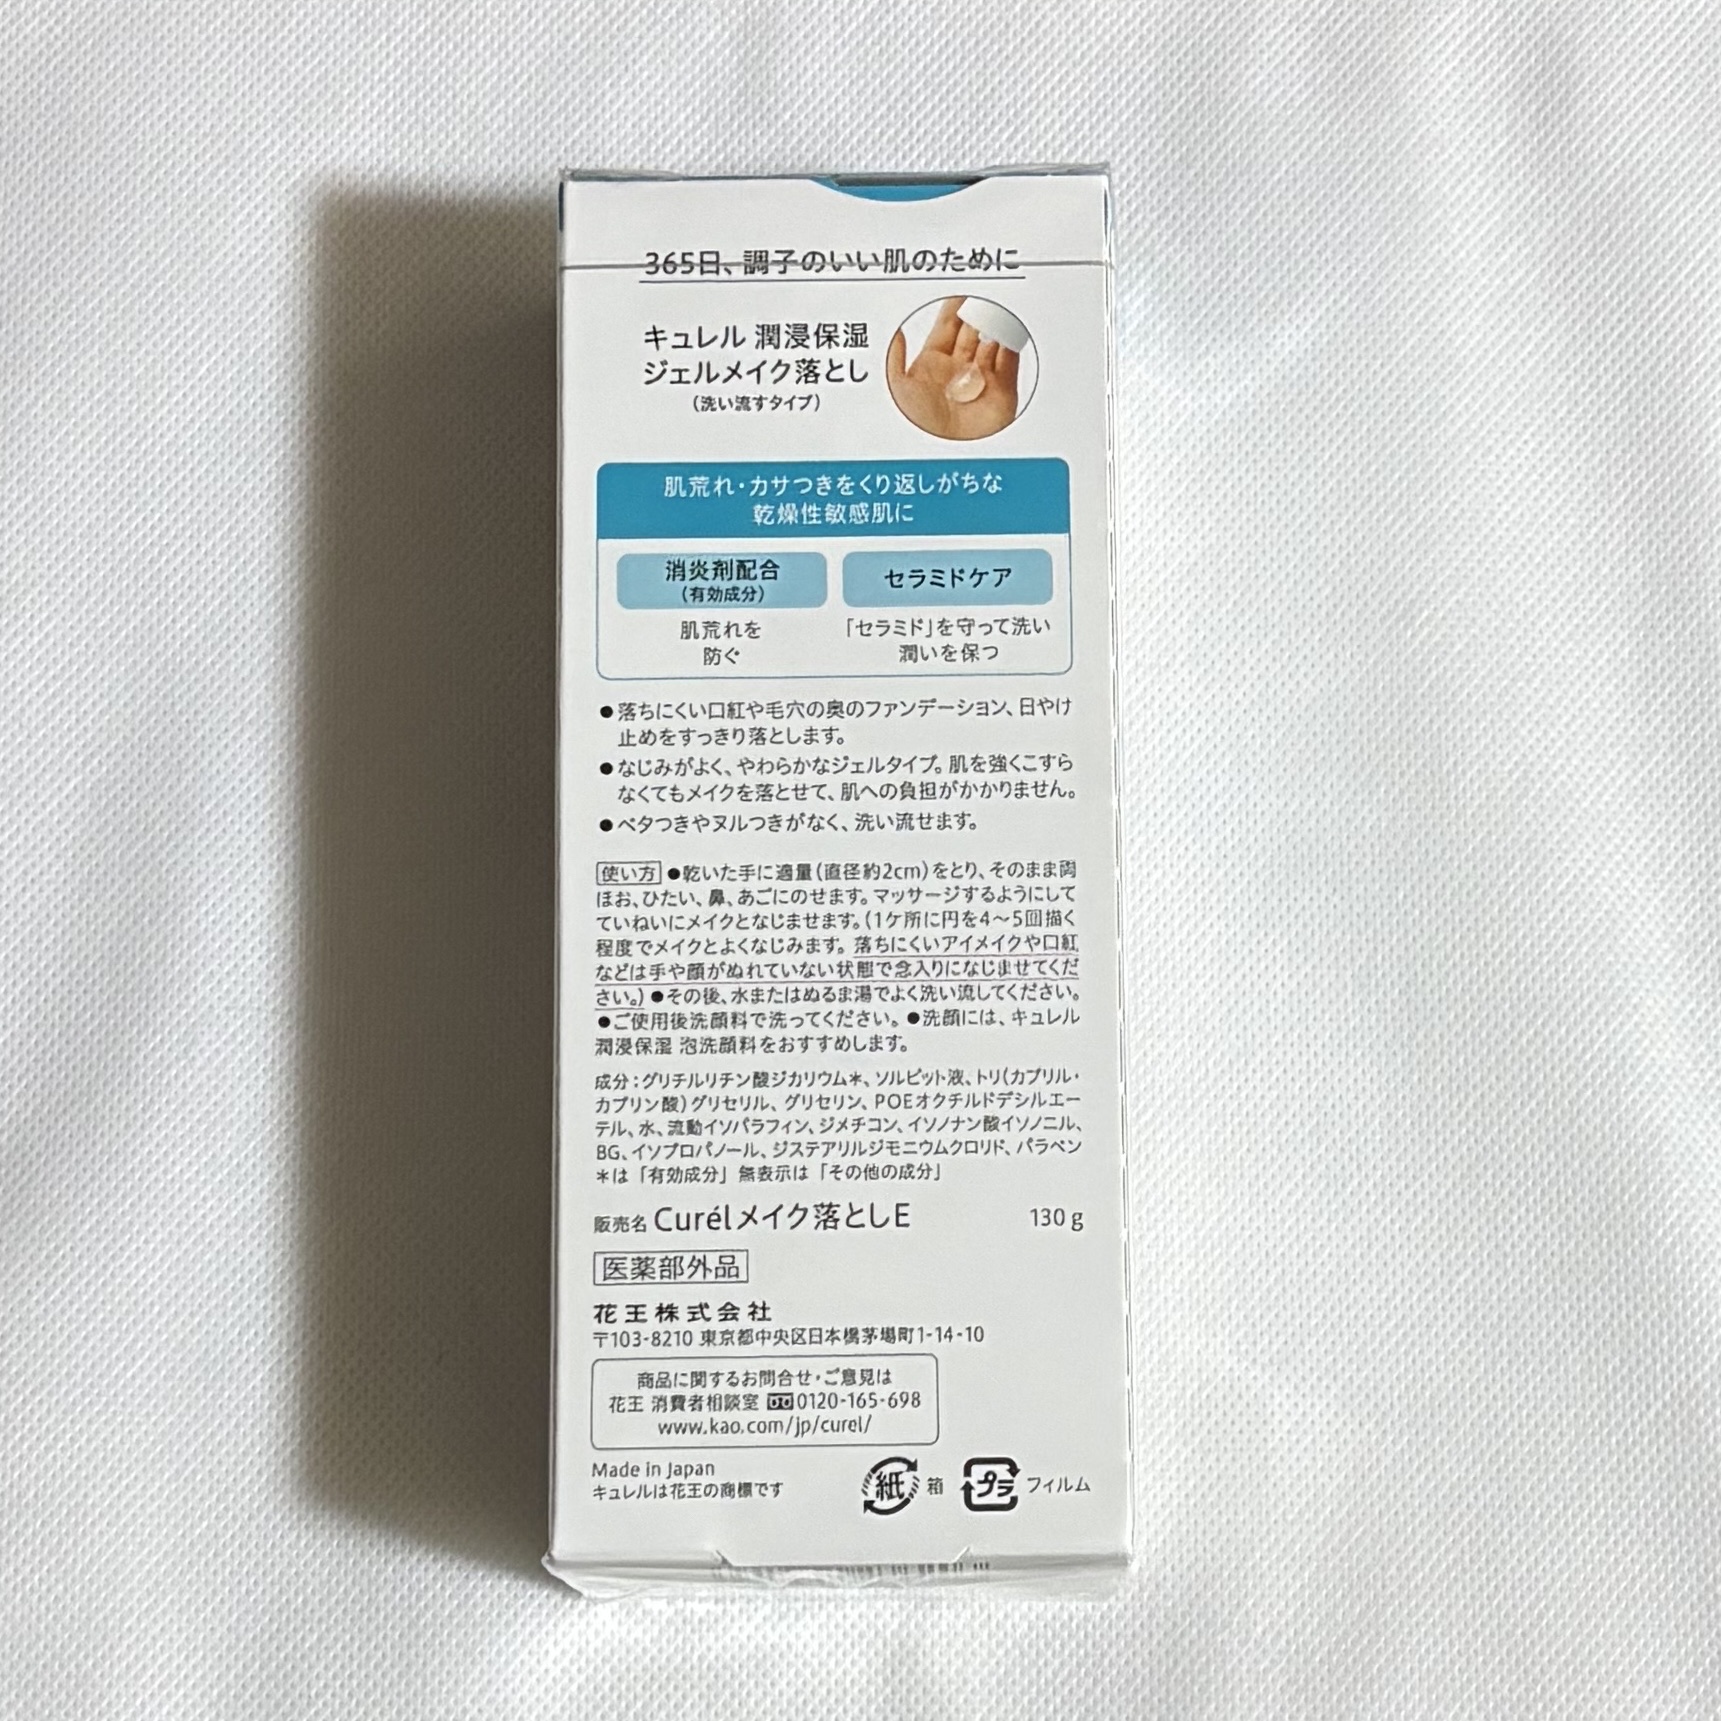 365日、調子のいい肌のために
キュレル 潤浸保湿
ジェルメイク落とし
(洗い流すタイプ)
肌荒れ・カサつきをくり返しがちな
乾燥性敏感肌に
消炎剤配合
(有効成分)
セラミドケア
肌荒れを
防ぐ
「セラミド」を守って洗い
潤いを保つ
●落ちにくい口紅や毛穴の奥のファンデーション、日やけ
止めをすっきり落とします。
●なじみがよく、やわらかなジェルタイプ。肌を強くこすら
なくてもメイクを落とせて、肌への負担がかかりません。
●ベタつきやヌルつきがなく、洗い流せます。
使い方 ●乾いた手に適量(直径約2cm)をとり、そのまま両
ほお、ひたい、鼻、あごにのせます。マッサージするようにして
ていねいにメイクとなじませます。(1ケ所に円を4〜5回描く
程度でメイクとよくなじみます。落ちにくいアイメイクや口紅
などは手や顔がぬれていない状態で念入りになじませてくだ
さい。) ●その後、水またはぬるま湯でよく洗い流してください。
●ご使用後洗顔料で洗ってください。●洗顔には、キュレル
潤浸保湿 泡洗顔料をおすすめします。
成分:グリチルリチン酸ジカリウム*、ソルビット液、トリ(カプリル・
カプリン酸)グリセリル、グリセリン、POEオクチルドデシルエー
テル、水、流動イソパラフィン、ジメチコン、イソノナン酸イソノニル、
BG、イソプロパノール、ジステアリルジモニウムクロリド、パラベン
*は「有効成分」無表示は「その他の成分」
販売名 Curélメイク落としE 130g
医薬部外品
花王株式会社
〒103-8210 東京都中央区日本橋茅場町1-14-10
商品に関するお問合せ・ご意見は
花王 消費者相談室 0120-165-698
www.kao.com/jp/curel/
Made in Japan
キュレルは花王の商標です
紙 箱 プラ フィルム